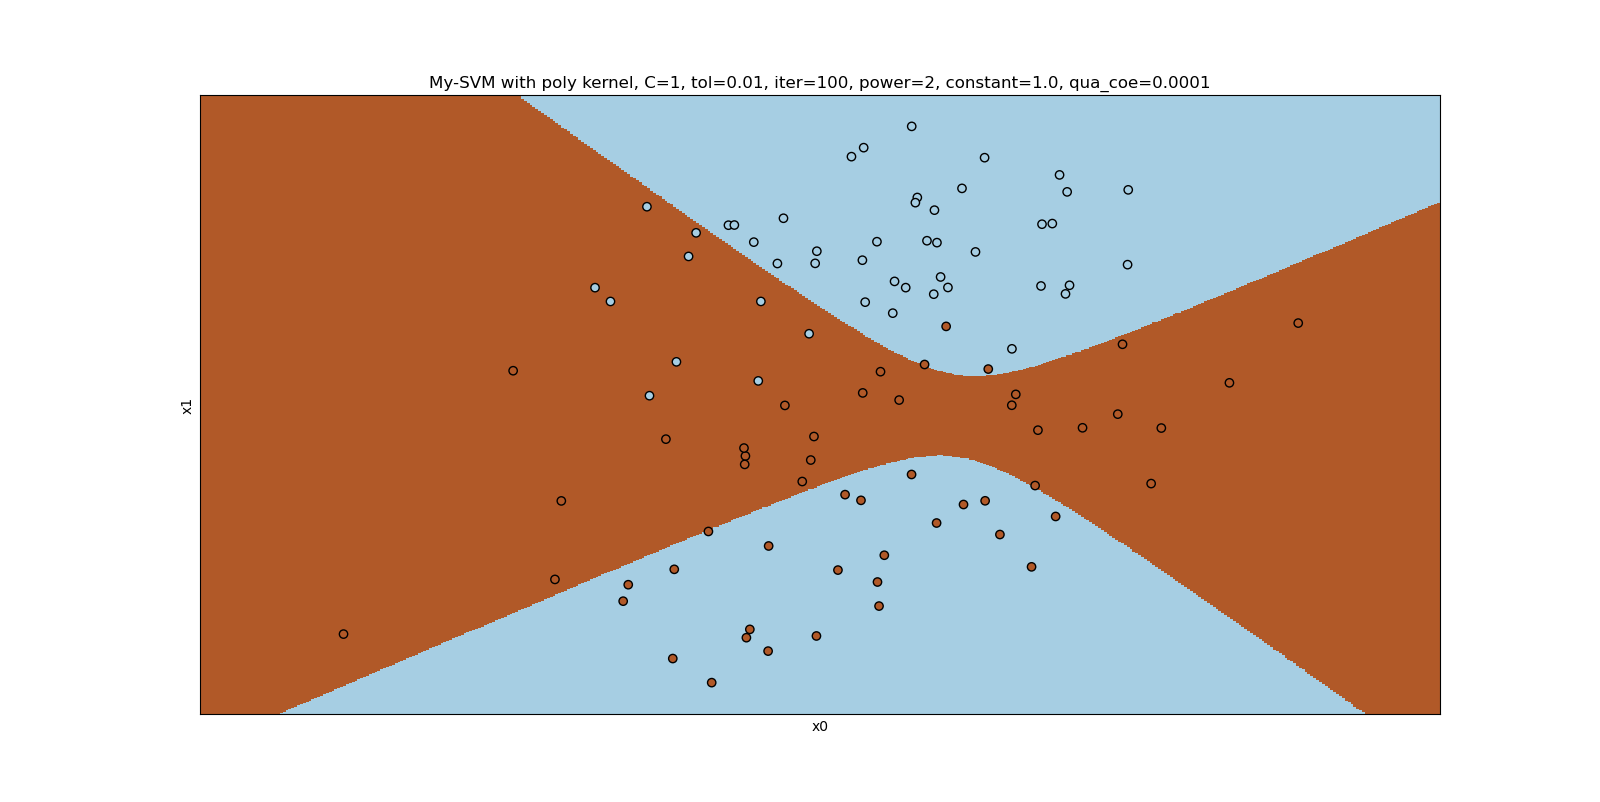 My-SVM with poly kernel, C=1, tol=0.01, iter=100, power=2, constant=1.0, qua_coe=0.0001
x1
x0